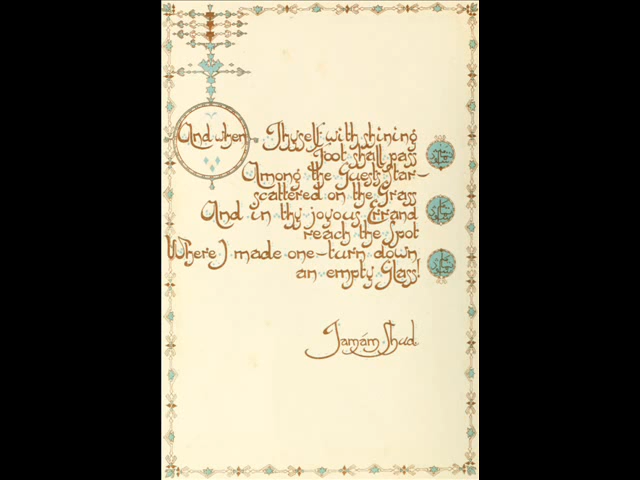 And when Thyself with shining
Foot shall pass
Among the Guests Star-
scattered on the Grass
And in thy joyous Errand
reach the Spot
Where I made one—turn down
an empty Glass!
Tamám Shud.